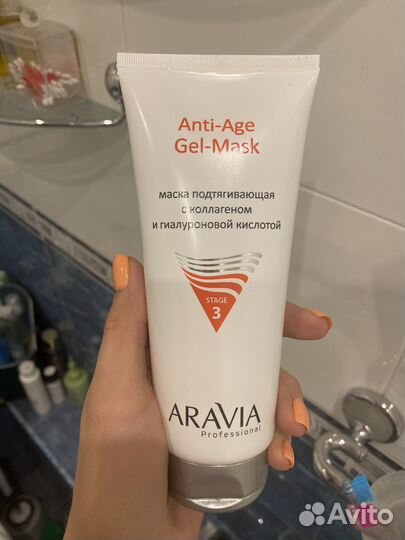 Anti-Age
Gel-Mask
маска подтягивающая
с коллагеном
и гиалуроновой кислотой
STAGE
3
ARAVIA
Professional
Avito